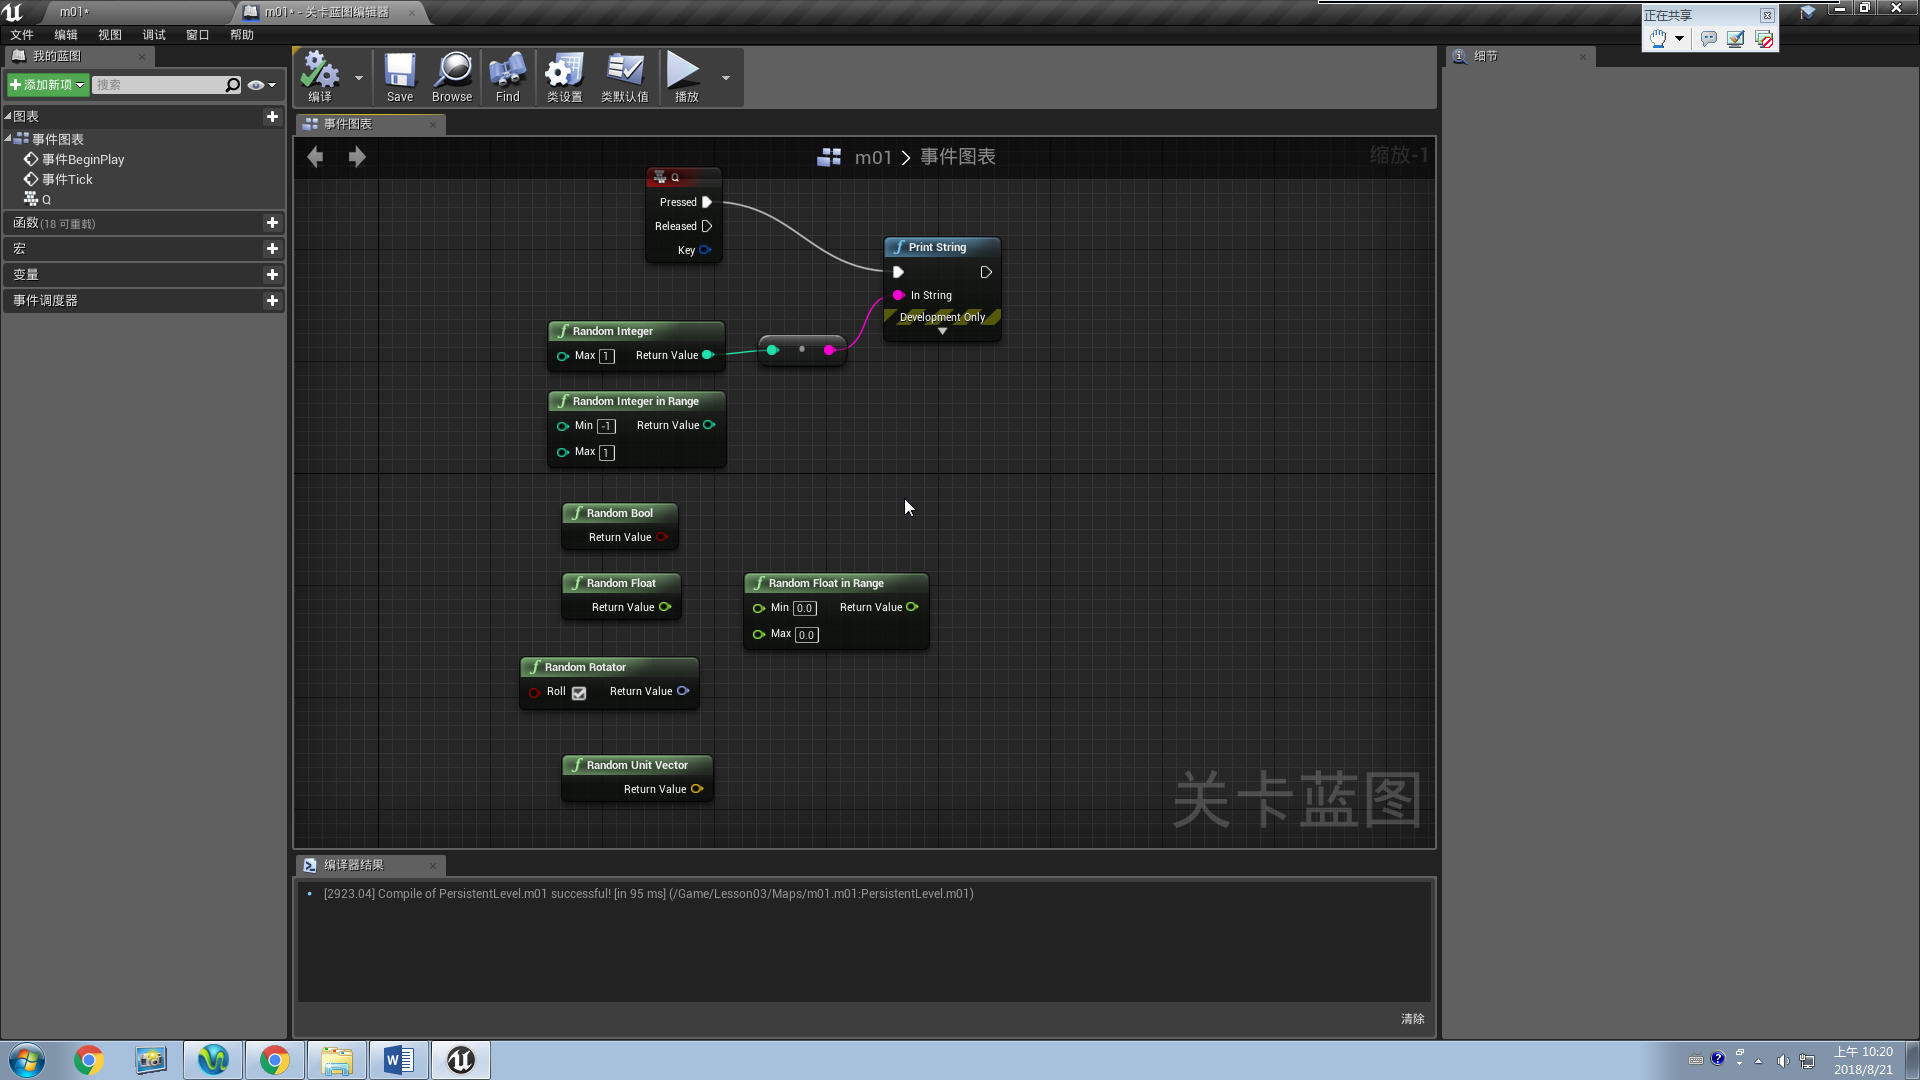 m01*
m01* - 关卡蓝图编辑器
正在共享
文件 编辑 视图 调试 窗口 帮助
我的蓝图
细节
添加新项
搜索
编译
Save
Browse
Find
类设置
类默认值
播放
图表
事件图表
事件BeginPlay
事件Tick
Q
函数 (18 可重载)
宏
变量
事件调度器
事件图表
m01 > 事件图表
缩放-1
Q
Pressed
Released
Key
Print String
In String
Development Only
Random Integer
Max 1 Return Value
Random Integer in Range
Min -1 Return Value
Max 1
Random Bool
Return Value
Random Float
Return Value
Random Float in Range
Min 0.0 Return Value
Max 0.0
Random Rotator
Roll Return Value
Random Unit Vector
Return Value
关卡蓝图
编译器结果
[2923.04] Compile of PersistentLevel.m01 successful! [in 95 ms] (/Game/Lesson03/Maps/m01.m01:PersistentLevel.m01)
清除
上午 10:20
2018/8/21